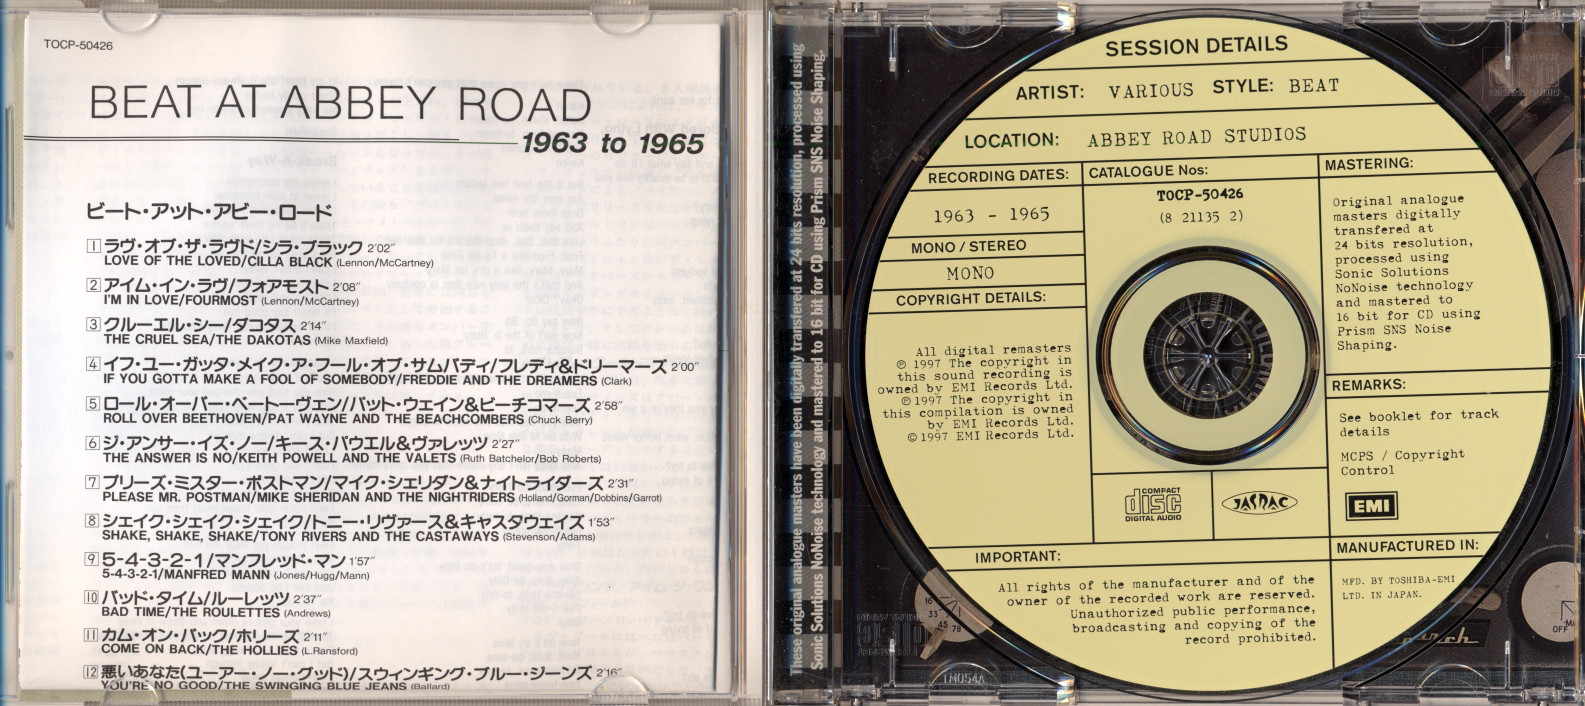 TOCP-50426
BEAT AT ABBEY ROAD
1963 to 1965
ビート・アット・アビー・ロード
1 ラヴ・オブ・ザ・ラヴド/シラ・ブラック 2'02"
LOVE OF THE LOVED/CILLA BLACK (Lennon/McCartney)
2 アイム・イン・ラヴ/フォアモスト 2'08"
I'M IN LOVE/FOURMOST (Lennon/McCartney)
3 クルーエル・シー/ダコタス 2'14"
THE CRUEL SEA/THE DAKOTAS (Mike Maxfield)
4 イフ・ユー・ガッタ・メイク・ア・フール・オブ・サムバディ/フレディ&ドリーマーズ 2'00"
IF YOU GOTTA MAKE A FOOL OF SOMEBODY/FREDDIE AND THE DREAMERS (Clark)
5 ロール・オーバー・ベートーヴェン/パット・ウェイン&ビーチコマーズ 2'58"
ROLL OVER BEETHOVEN/PAT WAYNE AND THE BEACHCOMBERS (Chuck Berry)
6 ジ・アンサー・イズ・ノー/キース・パウエル&ヴァレッツ 2'27"
THE ANSWER IS NO/KEITH POWELL AND THE VALETS (Ruth Batchelor/Bob Roberts)
7 プリーズ・ミスター・ポストマン/マイク・シェリダン&ナイトライダーズ 2'31"
PLEASE MR. POSTMAN/MIKE SHERIDAN AND THE NIGHTRIDERS (Holland/Gorman/Dobbins/Garrot)
8 シェイク・シェイク・シェイク/トニー・リヴァース&キャスタウェイズ 1'53"
SHAKE, SHAKE, SHAKE/TONY RIVERS AND THE CASTAWAYS (Stevenson/Adams)
9 5-4-3-2-1/マンフレッド・マン 1'57"
5-4-3-2-1/MANFRED MANN (Jones/Hugg/Mann)
10 バッド・タイム/ルーレッツ 2'37"
BAD TIME/THE ROULETTES (Andrews)
11 カム・オン・バック/ホリーズ 2'11"
COME ON BACK/THE HOLLIES (L.Ransford)
12 悪いあなた(ユーアー・ノー・グッド)/スウィンギング・ブルー・ジーンズ 2'16"
YOU'RE NO GOOD/THE SWINGING BLUE JEANS (Ballard)
These original analogue masters have been digitally transfered at 24 bits resolution, processed using
Sonic Solutions NoNoise technology and mastered to 16 bit for CD using Prism SNS Noise Shaping.
SESSION DETAILS
ARTIST: VARIOUS STYLE: BEAT
LOCATION: ABBEY ROAD STUDIOS
RECORDING DATES:
1963 - 1965
MONO / STEREO
MONO
COPYRIGHT DETAILS:
All digital remasters
℗ 1997 The copyright in
this sound recording is
owned by EMI Records Ltd.
℗ 1997 The copyright in
this compilation is owned
by EMI Records Ltd.
© 1997 EMI Records Ltd.
CATALOGUE Nos:
TOCP-50426
(8 21135 2)
MASTERING:
Original analogue
masters digitally
transfered at
24 bits resolution,
processed using
Sonic Solutions
NoNoise technology
and mastered to
16 bit for CD using
Prism SNS Noise
Shaping.
REMARKS:
See booklet for track
details
MCPS / Copyright
Control
EMI
COMPACT
disc
DIGITAL AUDIO
JASRAC
IMPORTANT:
All rights of the manufacturer and of the
owner of the recorded work are reserved.
Unauthorized public performance,
broadcasting and copying of the
record prohibited.
MANUFACTURED IN:
MFD. BY TOSHIBA-EMI
LTD. IN JAPAN.
16
33
45
78
OFF